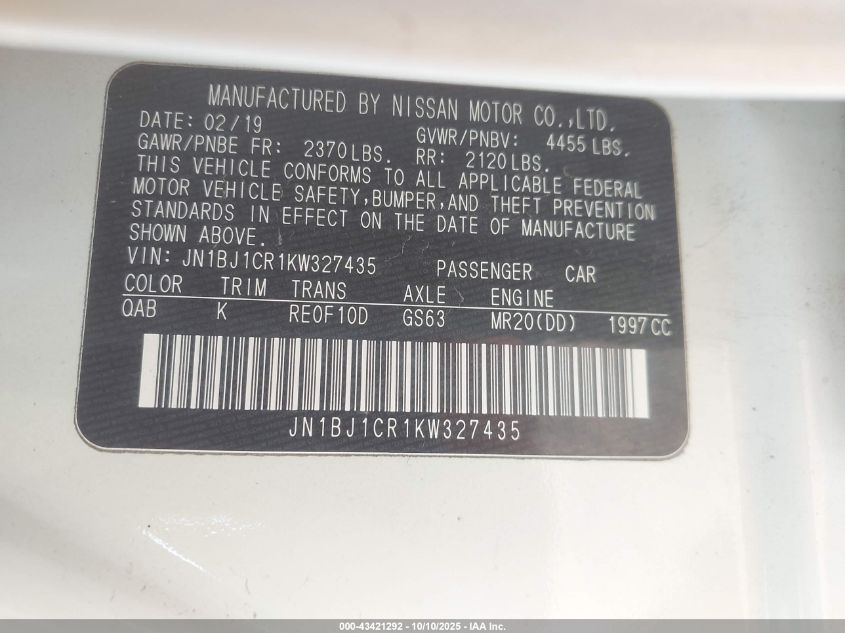 MANUFACTURED BY NISSAN MOTOR CO.,LTD.
DATE: 02/19 GVWR/PNBV: 4455 LBS.
GAWR/PNBE FR: 2370LBS. RR: 2120LBS.
THIS VEHICLE CONFORMS TO ALL APPLICABLE FEDERAL
MOTOR VEHICLE SAFETY,BUMPER,AND THEFT PREVENTION
STANDARDS IN EFFECT ON THE DATE OF MANUFACTURE
SHOWN ABOVE.
VIN: JN1BJ1CR1KW327435 PASSENGER CAR
COLOR TRIM TRANS AXLE ENGINE
QAB K RE0F10D GS63 MR20(DD) 1997CC
JN1BJ1CR1KW327435
000-43421292 - 10/10/2025 - IAA Inc.